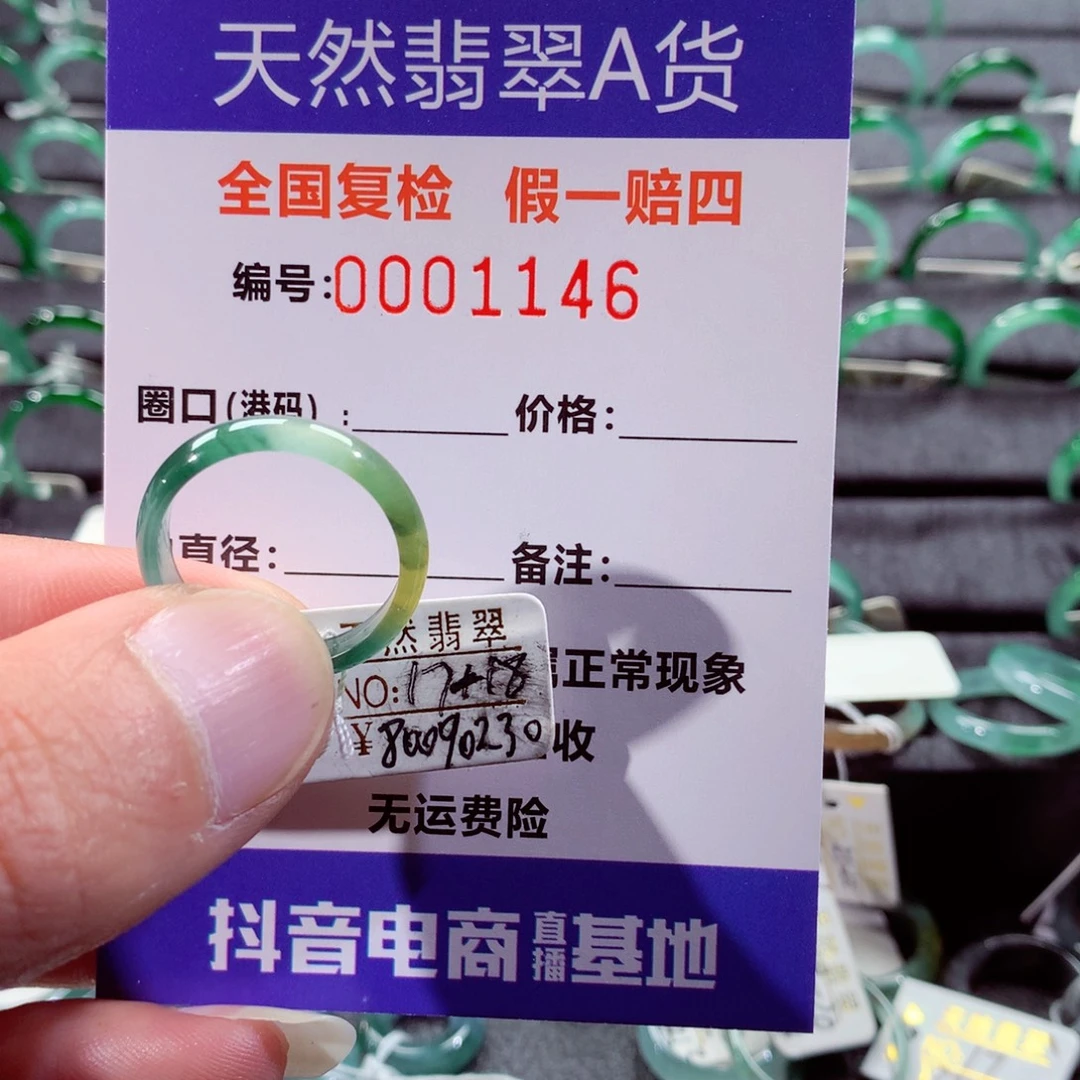 天然翡翠A货
全国复检 假一赔四
编号:0001146
圈口(港码):
价格:
直径:
备注:
然翡翠
NO:17+18
¥80090230
正常现象
收
无运费险
抖音电商直播基地